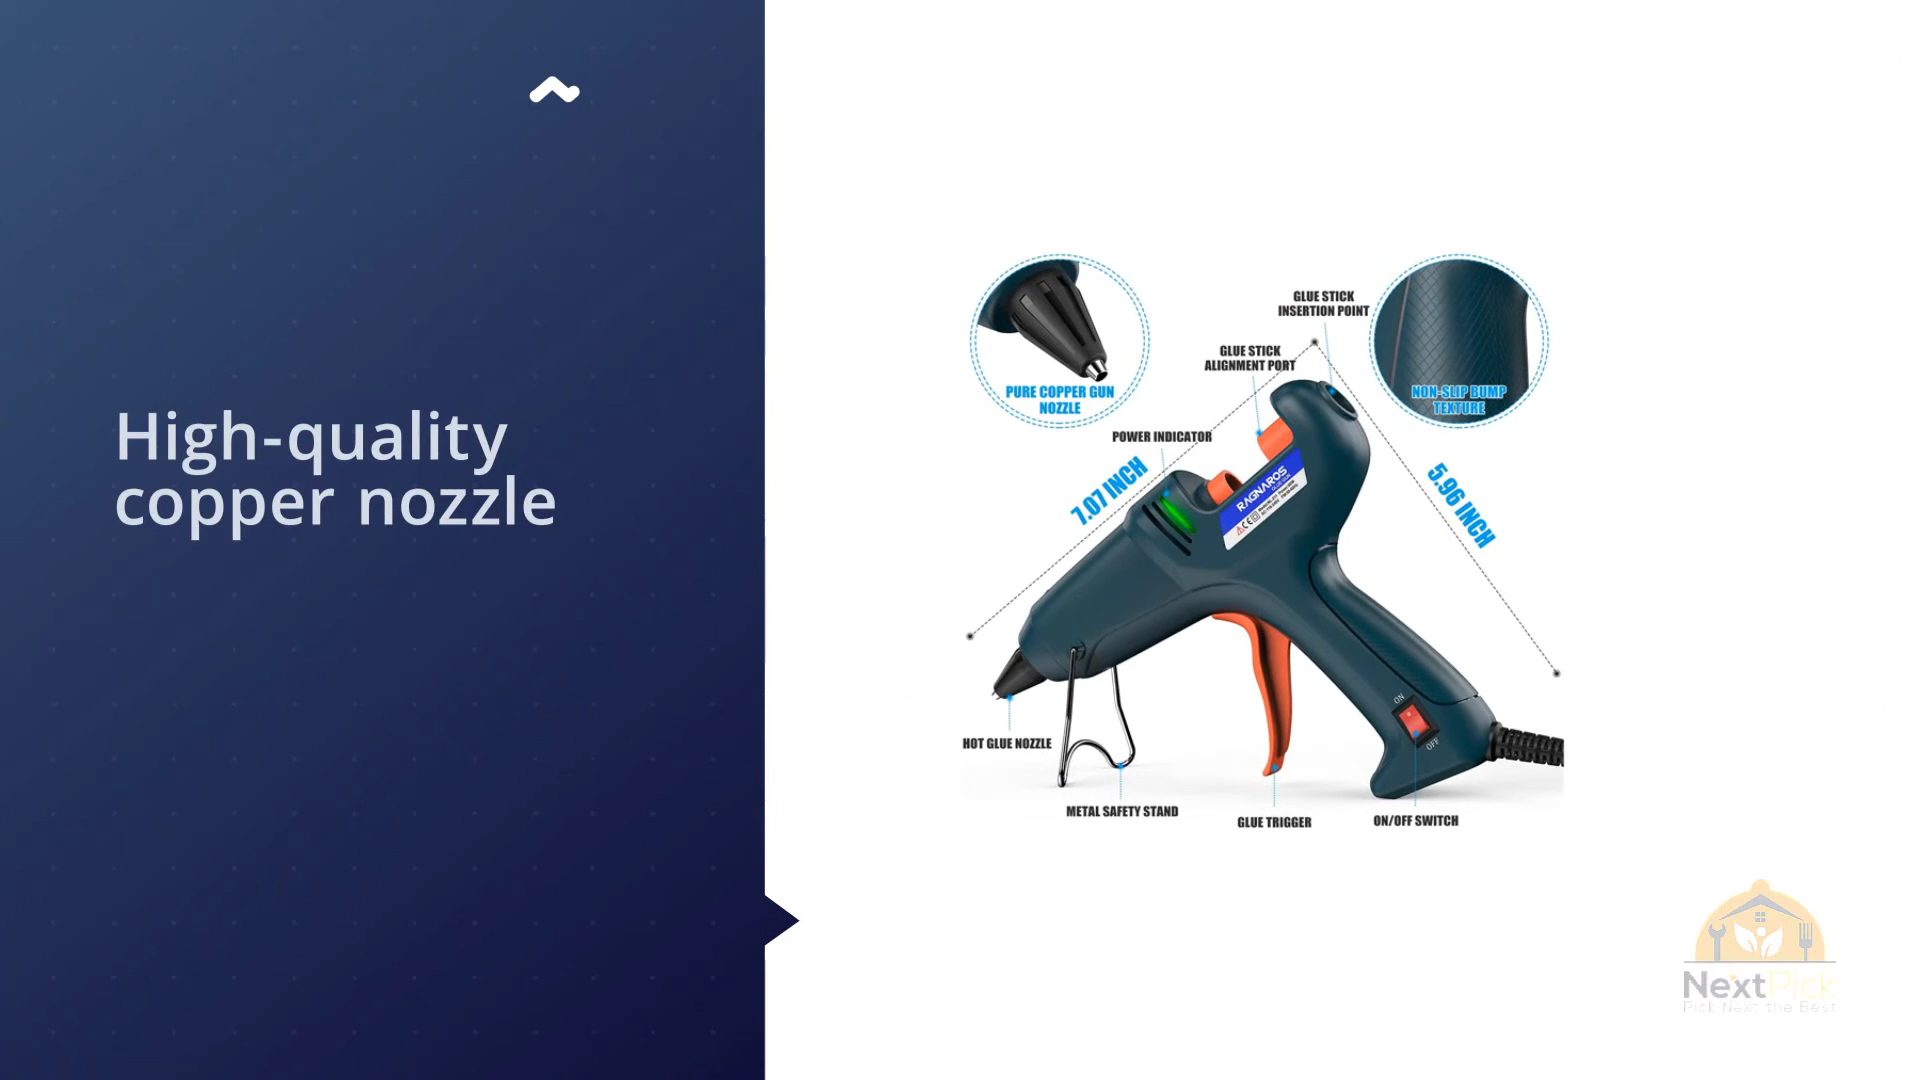 High-quality
copper nozzle
GLUE STICK
INSERTION POINT
GLUE STICK
ALIGNMENT PORT
PURE COPPER GUN
NOZZLE
NON-SLIP BUMP
TEXTURE
POWER INDICATOR
7.07 INCH
5.96 INCH
RAGNAROS
ON
OFF
HOT GLUE NOZZLE
METAL SAFETY STAND
GLUE TRIGGER
ON/OFF SWITCH
NextPick
Pick Next the Best